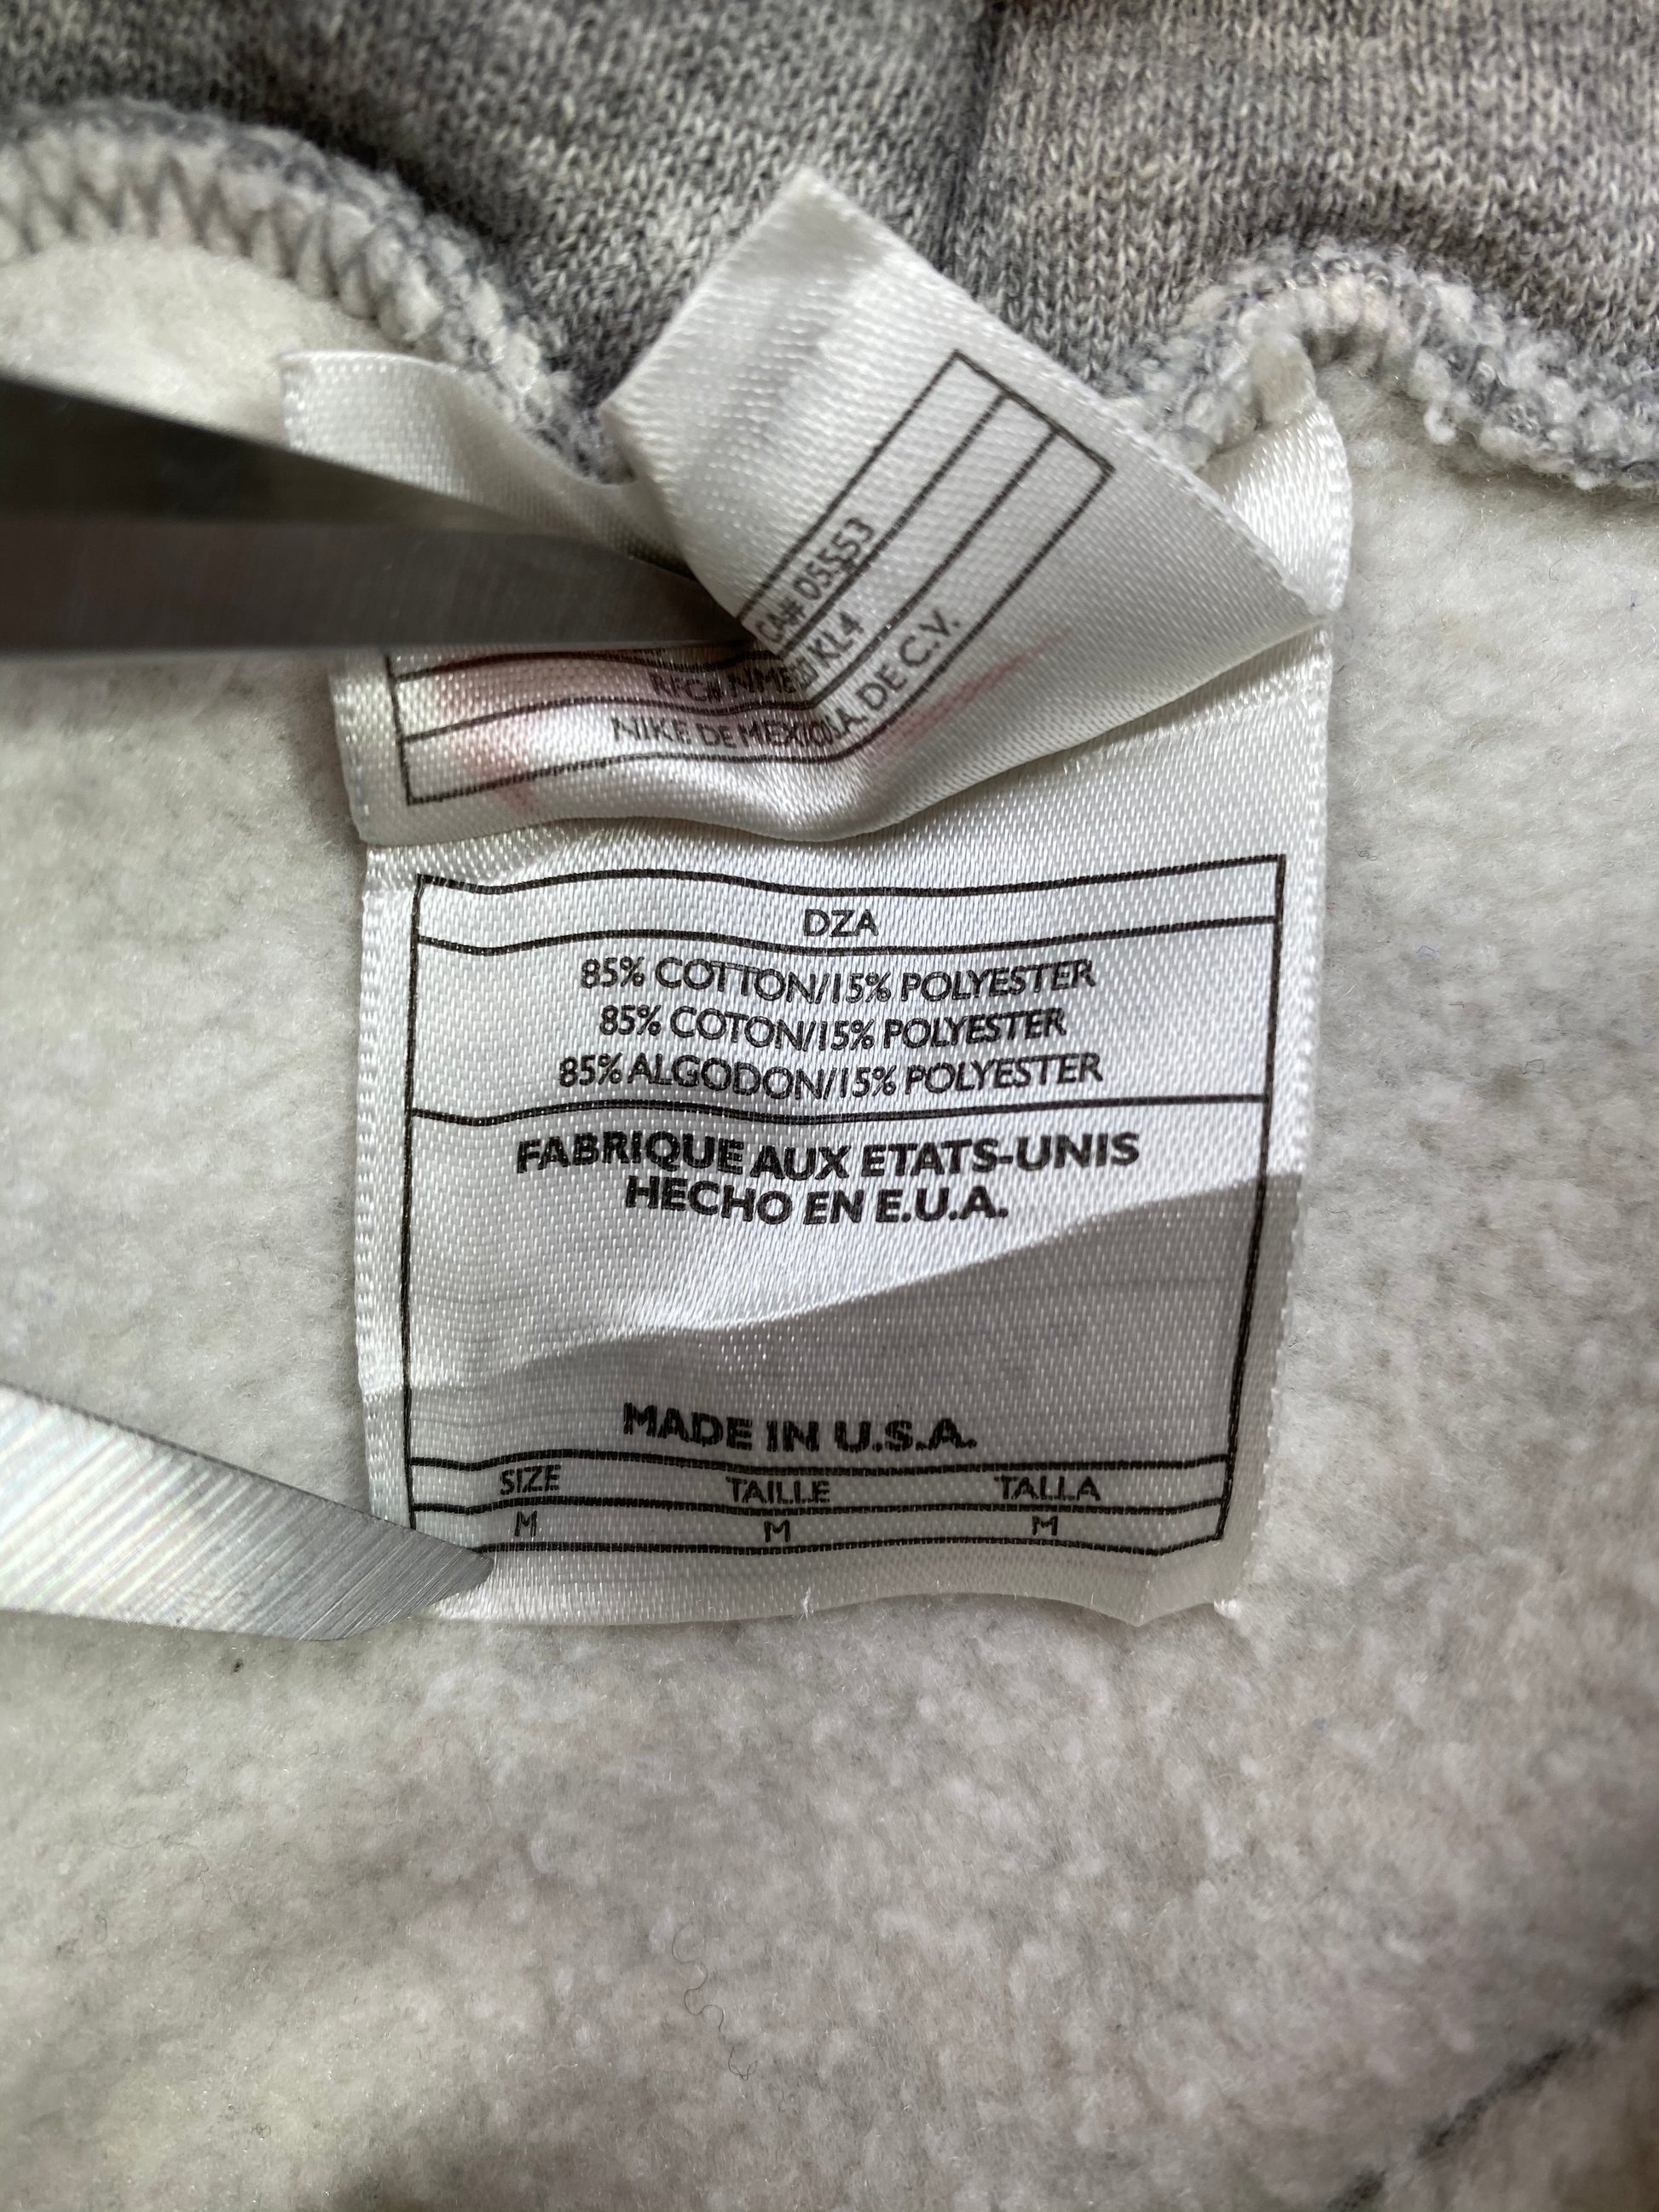 CA# 05553
KL4
NIKE DE MEXICO S.A. DE C.V.
DZA
85% COTTON/15% POLYESTER
85% COTON/15% POLYESTER
85% ALGODON/15% POLYESTER
FABRIQUE AUX ETATS-UNIS
HECHO EN E.U.A.
MADE IN U.S.A.
SIZE TAILLE TALLA
M M M